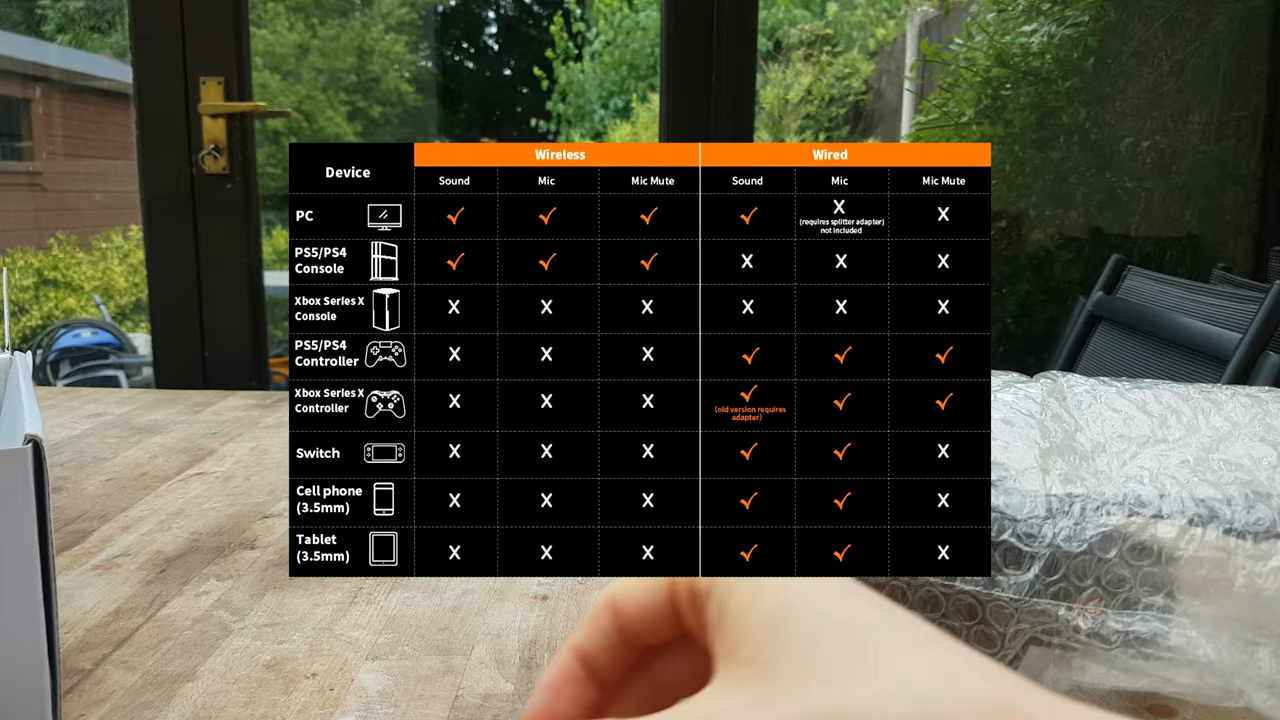 Device
Wireless
Wired
Sound
Mic
Mic Mute
Sound
Mic
Mic Mute
PC
X
(requires splitter adapter)
not included
X
PS5/PS4
Console
X
X
X
Xbox Series X
Console
X
X
X
X
X
X
PS5/PS4
Controller
X
X
X
Xbox Series X
Controller
X
X
X
(old version requires
adapter)
Switch
X
X
X
X
Cell phone
(3.5mm)
X
X
X
X
Tablet
(3.5mm)
X
X
X
X